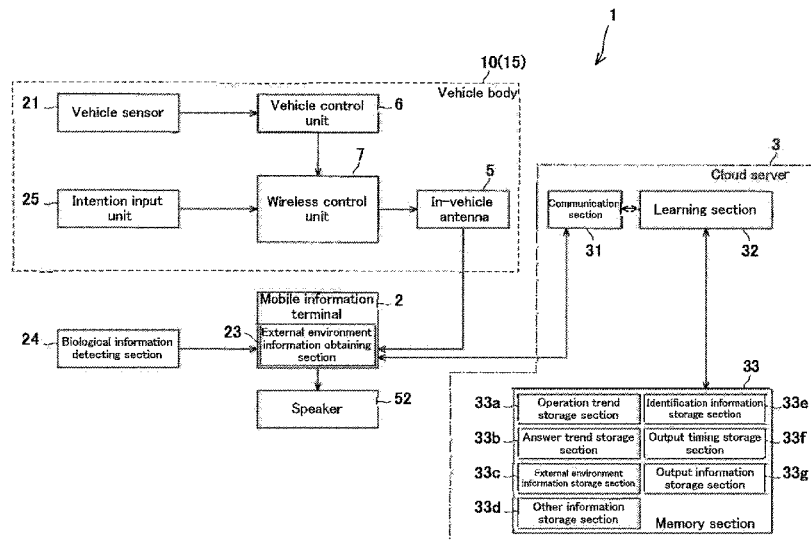 1
10(15)
Vehicle body
21
Vehicle sensor
Vehicle control
unit
6
7
3
Cloud server
25
Intention input
unit
Wireless control
unit
5
In-vehicle
antenna
Communication
section
31
Learning section
32
Mobile information
terminal
2
23
External environment
information obtaining
section
24
Biological information
detecting section
Speaker
52
33
33a
Operation trend
storage section
Identification information
storage section
33e
33b
Answer trend storage
section
Output timing storage
section
33f
33c
External environment
information storage section
Output information
storage section
33g
33d
Other information
storage section
Memory section